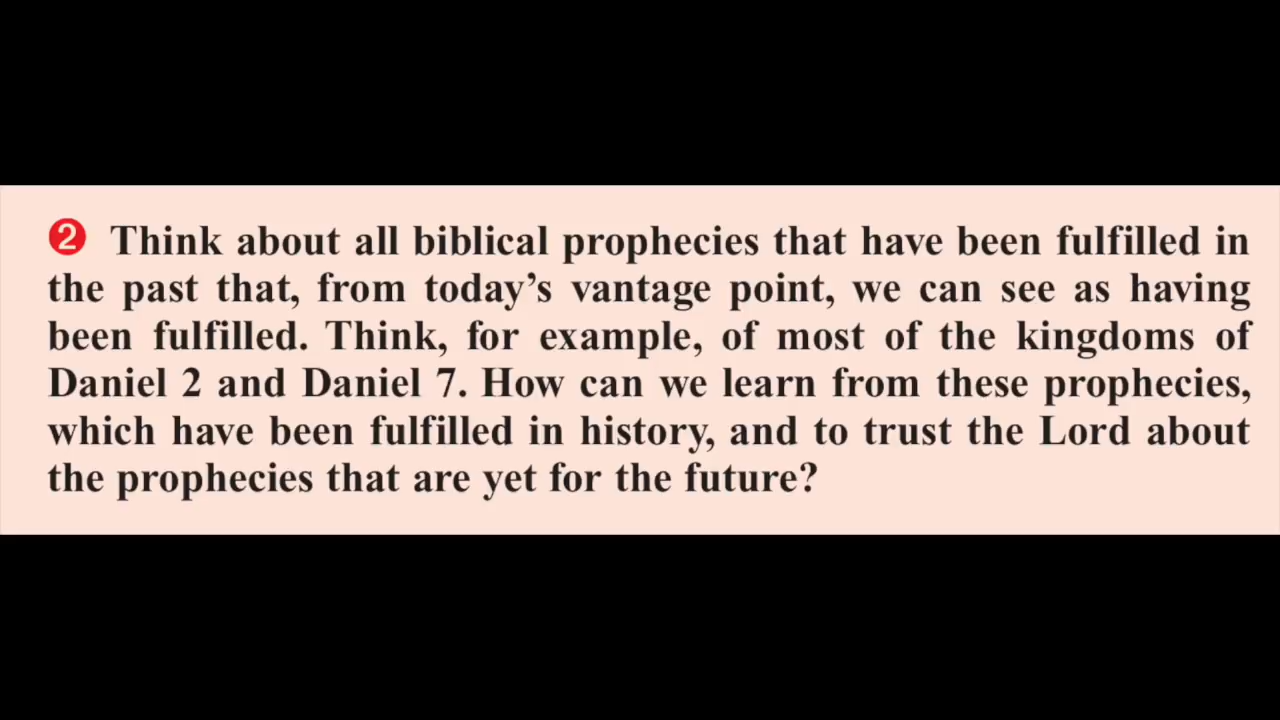 2 Think about all biblical prophecies that have been fulfilled in
the past that, from today’s vantage point, we can see as having
been fulfilled. Think, for example, of most of the kingdoms of
Daniel 2 and Daniel 7. How can we learn from these prophecies,
which have been fulfilled in history, and to trust the Lord about
the prophecies that are yet for the future?